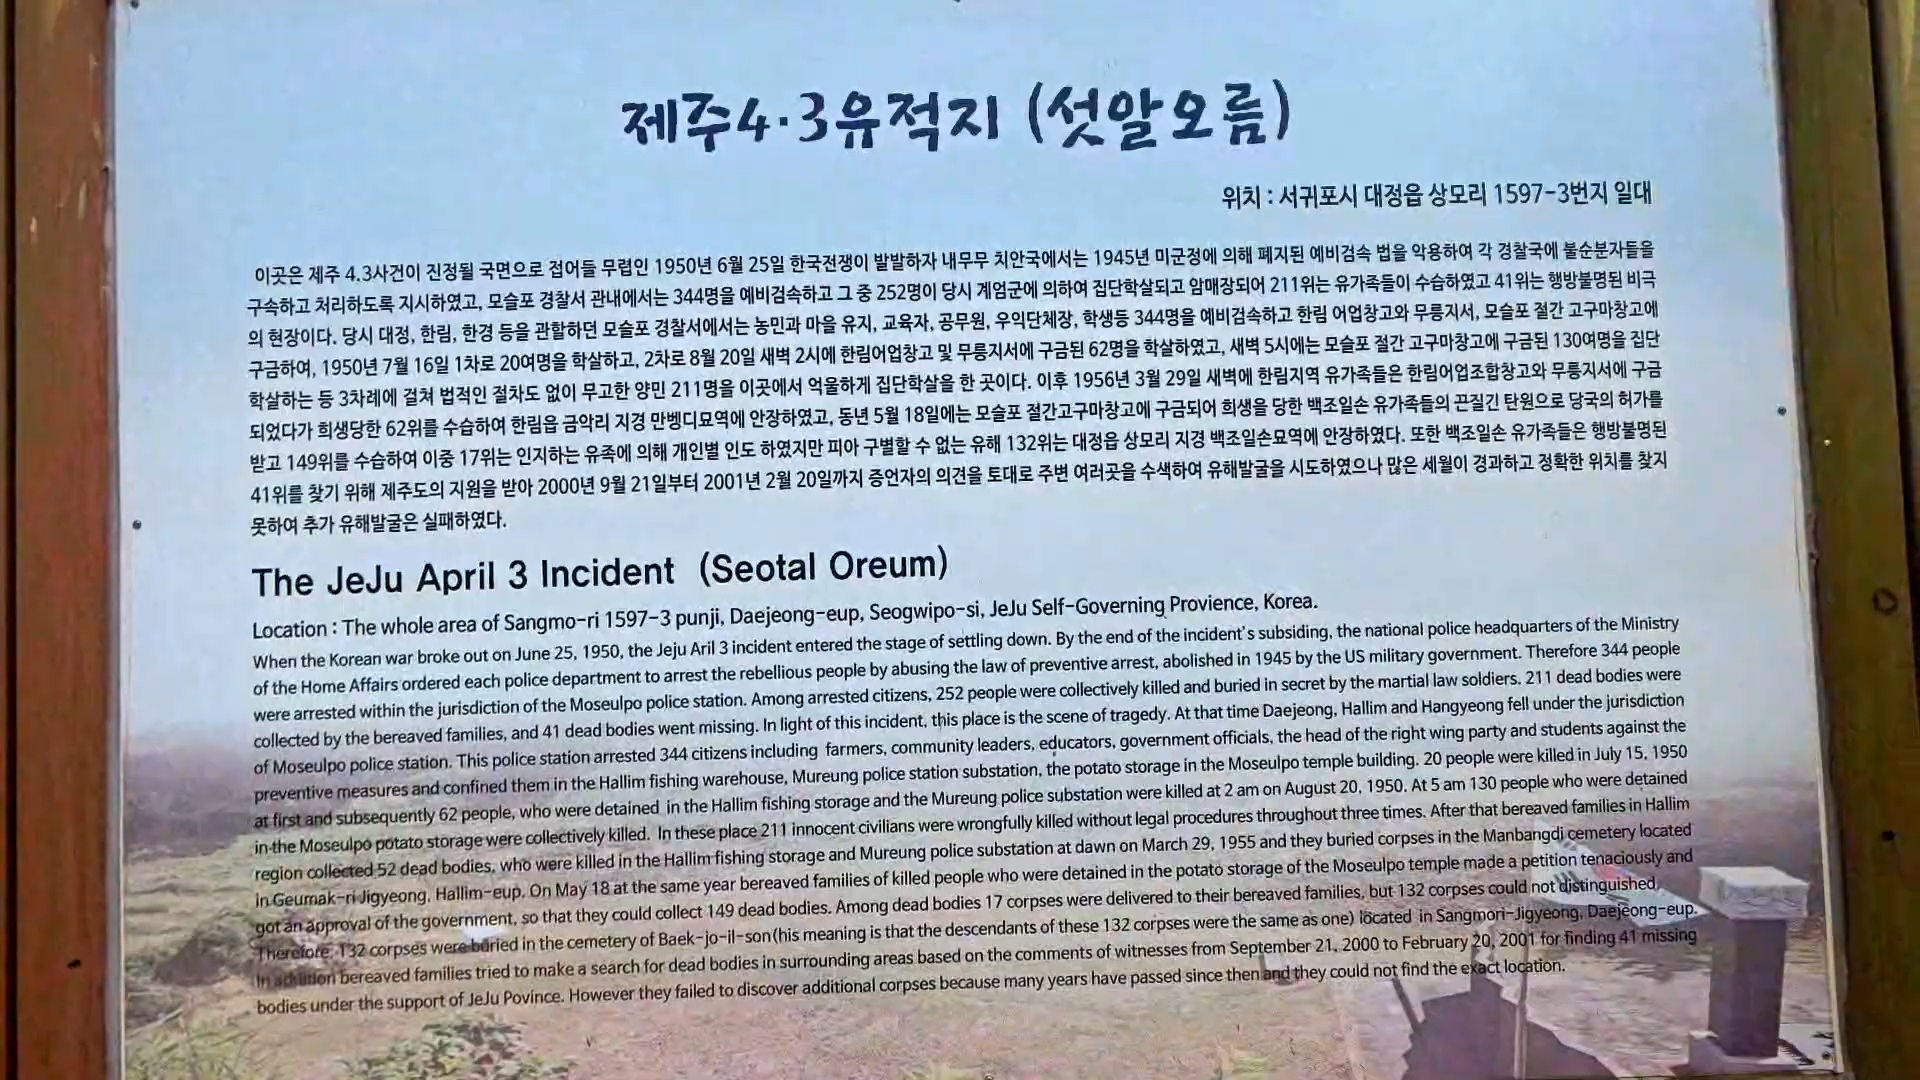 제주4·3유적지 (섯알오름)
위치 : 서귀포시 대정읍 상모리 1597-3번지 일대
이곳은 제주 4.3사건이 진정될 국면으로 접어들 무렵인 1950년 6월 25일 한국전쟁이 발발하자 내무무 치안국에서는 1945년 미군정에 의해 폐지된 예비검속 법을 악용하여 각 경찰국에 불순분자들을
구속하고 처리하도록 지시하였고, 모슬포 경찰서 관내에서는 344명을 예비검속하고 그 중 252명이 당시 계엄군에 의하여 집단학살되고 암매장되어 211위는 유가족들이 수습하였고 41위는 행방불명된 비극
의 현장이다. 당시 대정, 한림, 한경 등을 관할하던 모슬포 경찰서에서는 농민과 마을 유지, 교육자, 공무원, 우익단체장, 학생등 344명을 예비검속하고 한림 어업창고와 무릉지서, 모슬포 절간 고구마창고에
구금하여, 1950년 7월 16일 1차로 20여명을 학살하고, 2차로 8월 20일 새벽 2시에 한림어업창고 및 무릉지서에 구금된 62명을 학살하였고, 새벽 5시에는 모슬포 절간 고구마창고에 구금된 130여명을 집단
학살하는 등 3차례에 걸쳐 법적인 절차도 없이 무고한 양민 211명을 이곳에서 억울하게 집단학살을 한 곳이다. 이후 1956년 3월 29일 새벽에 한림지역 유가족들은 한림어업조합창고와 무릉지서에 구금
되었다가 희생당한 62위를 수습하여 한림읍 금악리 지경 만벵디묘역에 안장하였고, 동년 5월 18일에는 모슬포 절간고구마창고에 구금되어 희생을 당한 백조일손 유가족들의 끈질긴 탄원으로 당국의 허가를
받고 149위를 수습하여 이중 17위는 인지하는 유족에 의해 개인별 인도 하였지만 피아 구별할 수 없는 유해 132위는 대정읍 상모리 지경 백조일손묘역에 안장하였다. 또한 백조일손 유가족들은 행방불명된
41위를 찾기 위해 제주도의 지원을 받아 2000년 9월 21일부터 2001년 2월 20일까지 증언자의 의견을 토대로 주변 여러곳을 수색하여 유해발굴을 시도하였으나 많은 세월이 경과하고 정확한 위치를 찾지
못하여 추가 유해발굴은 실패하였다.
The JeJu April 3 Incident (Seotal Oreum)
Location : The whole area of Sangmo-ri 1597-3 punji, Daejeong-eup, Seogwipo-si, JeJu Self-Governing Provience, Korea.
When the Korean war broke out on June 25, 1950, the Jeju Aril 3 incident entered the stage of settling down. By the end of the incident's subsiding, the national police headquarters of the Ministry
of the Home Affairs ordered each police department to arrest the rebellious people by abusing the law of preventive arrest, abolished in 1945 by the US military government. Therefore 344 people
were arrested within the jurisdiction of the Moseulpo police station. Among arrested citizens, 252 people were collectively killed and buried in secret by the martial law soldiers. 211 dead bodies were
collected by the bereaved families, and 41 dead bodies went missing. In light of this incident, this place is the scene of tragedy. At that time Daejeong, Hallim and Hangyeong fell under the jurisdiction
of Moseulpo police station. This police station arrested 344 citizens including farmers, community leaders, educators, government officials, the head of the right wing party and students against the
preventive measures and confined them in the Hallim fishing warehouse, Mureung police station substation, the potato storage in the Moseulpo temple building. 20 people were killed in July 15, 1950
at first and subsequently 62 people, who were detained in the Hallim fishing storage and the Mureung police substation were killed at 2 am on August 20, 1950. At 5 am 130 people who were detained
in the Moseulpo potato storage were collectively killed. In these place 211 innocent civilians were wrongfully killed without legal procedures throughout three times. After that bereaved families in Hallim
region collected 52 dead bodies, who were killed in the Hallim fishing storage and Mureung police substation at dawn on March 29, 1955 and they buried corpses in the Manbangdi cemetery located
in Geumak-ri Jigyeong, Hallim-eup. On May 18 at the same year bereaved families of killed people who were detained in the potato storage of the Moseulpo temple made a petition tenaciously and
got an approval of the government, so that they could collect 149 dead bodies. Among dead bodies 17 corpses were delivered to their bereaved families, but 132 corpses could not distinguished.
Therefore, 132 corpses were buried in the cemetery of Baek-jo-il-son(his meaning is that the descendants of these 132 corpses were the same as one) located in Sangmori-Jigyeong, Daejeong-eup.
In addition bereaved families tried to make a search for dead bodies in surrounding areas based on the comments of witnesses from September 21, 2000 to February 20, 2001 for finding 41 missing
bodies under the support of JeJu Povince. However they failed to discover additional corpses because many years have passed since then and they could not find the exact location.